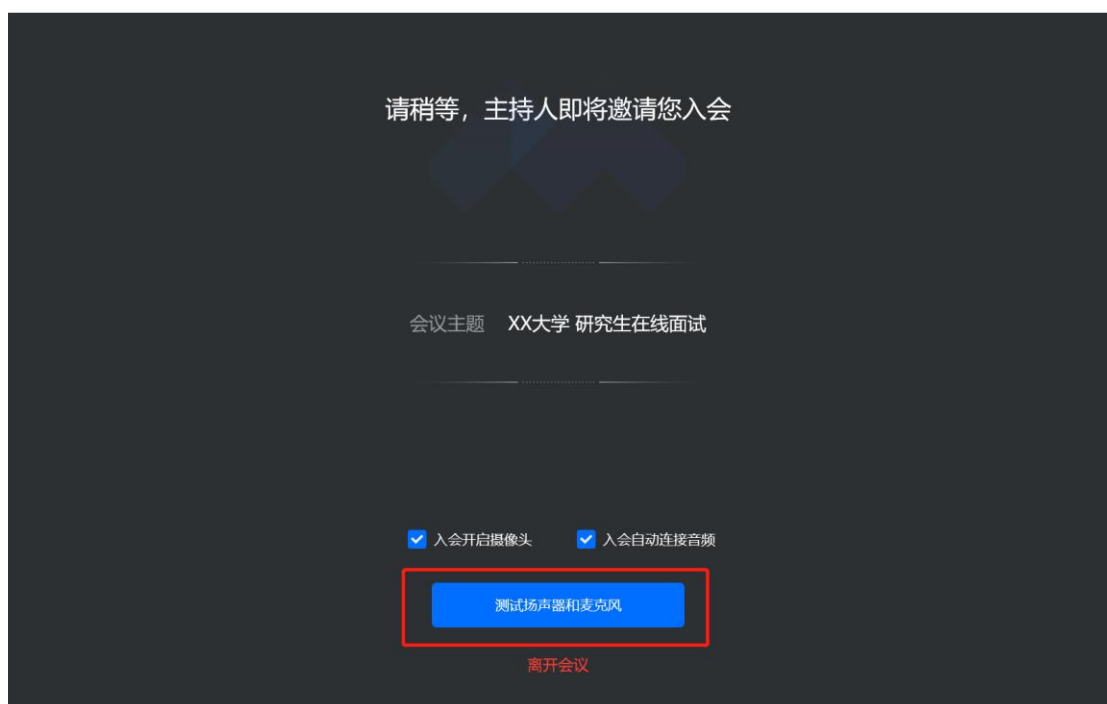 请稍等，主持人即将邀请您入会
会议主题 XX大学 研究生在线面试
入会开启摄像头 入会自动连接音频
测试扬声器和麦克风
离开会议